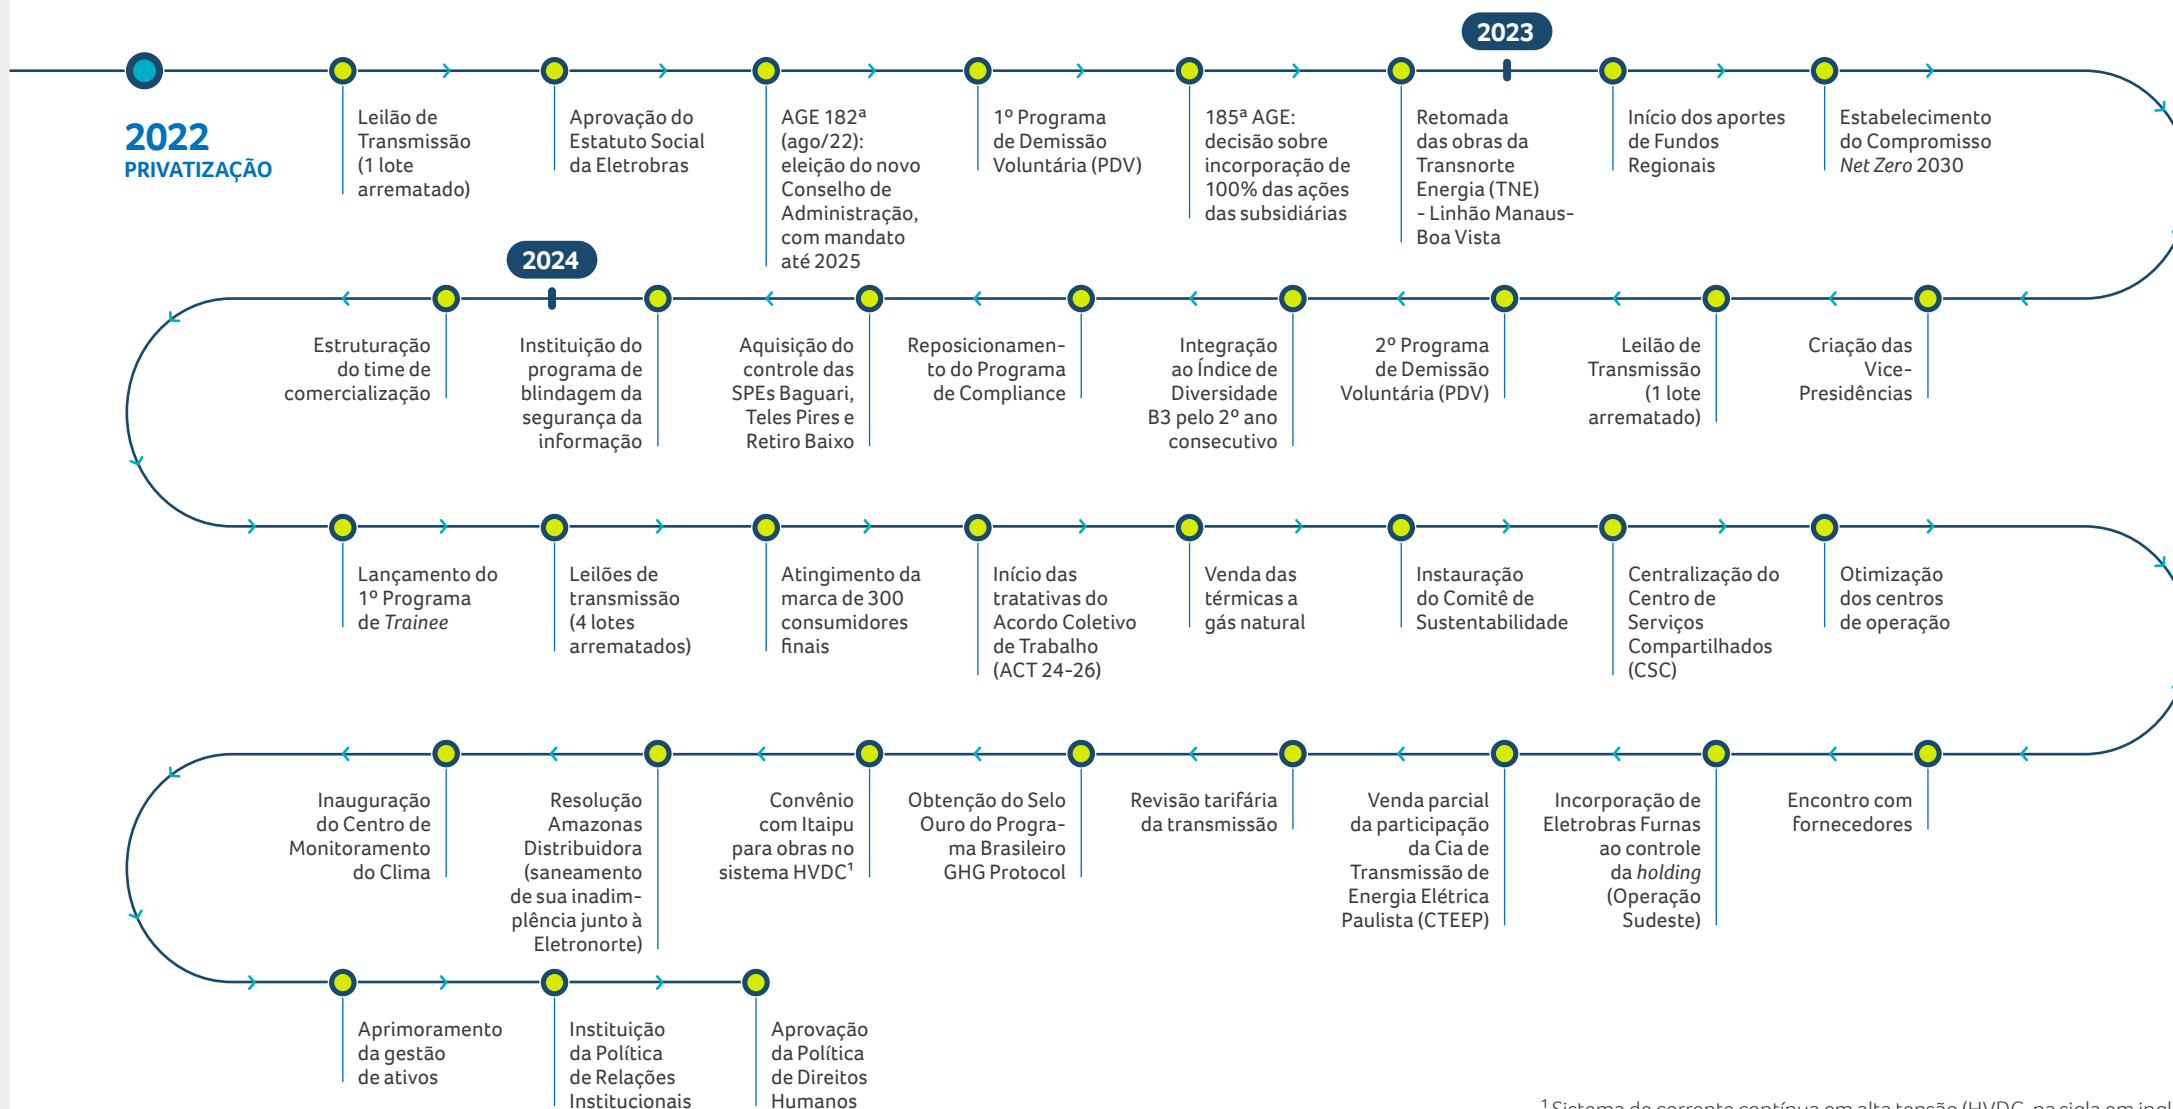 2023
2022
PRIVATIZAÇÃO
Leilão de
Transmissão
(1 lote
arrematado)
Aprovação do
Estatuto Social
da Eletrobras
AGE 182ª
(ago/22):
eleição do novo
Conselho de
Administração,
com mandato
até 2025
1º Programa
de Demissão
Voluntária (PDV)
185ª AGE:
decisão sobre
incorporação de
100% das ações
das subsidiárias
Retomada
das obras da
Transnorte
Energia (TNE)
- Linhão Manaus-
Boa Vista
Início dos aportes
de Fundos
Regionais
Estabelecimento
do Compromisso
Net Zero 2030
Criação das
Vice-
Presidências
Leilão de
Transmissão
(1 lote
arrematado)
2º Programa
de Demissão
Voluntária (PDV)
Integração
ao Índice de
Diversidade
B3 pelo 2º ano
consecutivo
Reposicionamen-
to do Programa
de Compliance
Aquisição do
controle das
SPEs Baguari,
Teles Pires e
Retiro Baixo
Instituição do
programa de
blindagem da
segurança da
informação
2024
Estruturação
do time de
comercialização
Lançamento do
1º Programa
de Trainee
Leilões de
transmissão
(4 lotes
arrematados)
Atingimento da
marca de 300
consumidores
finais
Início das
tratativas do
Acordo Coletivo
de Trabalho
(ACT 24-26)
Venda das
térmicas a
gás natural
Instauração
do Comitê de
Sustentabilidade
Centralização do
Centro de
Serviços
Compartilhados
(CSC)
Otimização
dos centros
de operação
Encontro com
fornecedores
Incorporação de
Eletrobras Furnas
ao controle
da holding
(Operação
Sudeste)
Venda parcial
da participação
da Cia de
Transmissão de
Energia Elétrica
Paulista (CTEEP)
Revisão tarifária
da transmissão
Obtenção do Selo
Ouro do Progra-
ma Brasileiro
GHG Protocol
Convênio
com Itaipu
para obras no
sistema HVDC¹
Resolução
Amazonas
Distribuidora
(saneamento
de sua inadim-
plência junto à
Eletronorte)
Inauguração
do Centro de
Monitoramento
do Clima
Aprimoramento
da gestão
de ativos
Instituição
da Política
de Relações
Institucionais
Aprovação
da Política
de Direitos
Humanos
¹ Sistema de corrente contínua em alta tensão (HVDC, na sigla em